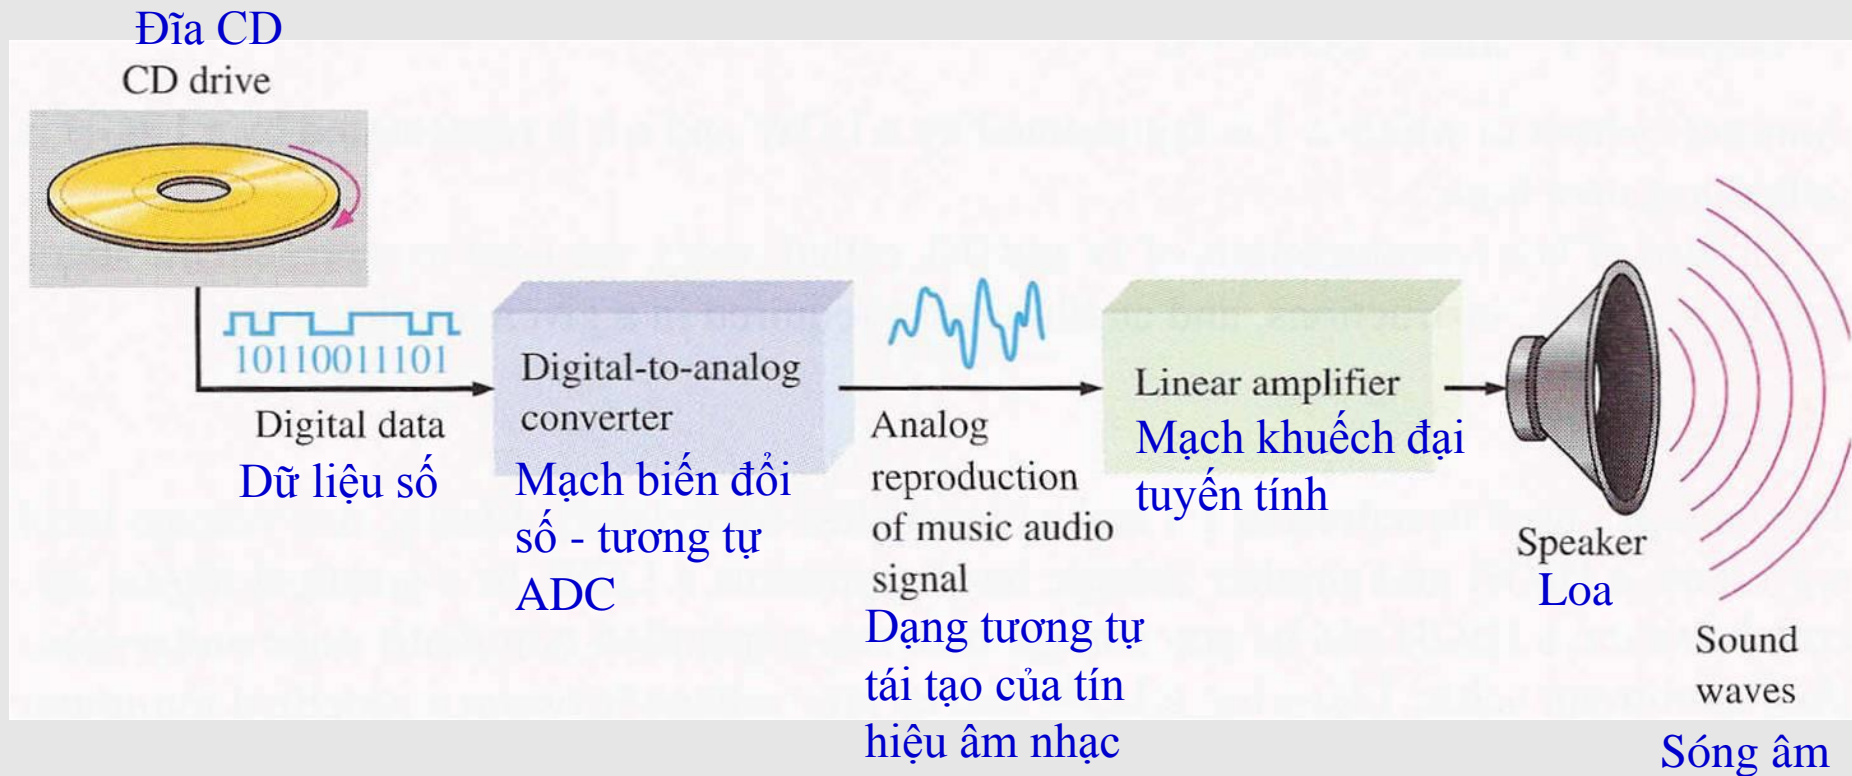 Đĩa CD
CD drive
10110011101
Digital data
Dữ liệu số
Digital-to-analog
converter
Mạch biến đổi
số - tương tự
ADC
Analog
reproduction
of music audio
signal
Dạng tương tự
tái tạo của tín
hiệu âm nhạc
Linear amplifier
Mạch khuếch đại
tuyến tính
Speaker
Loa
Sound
waves
Sóng âm